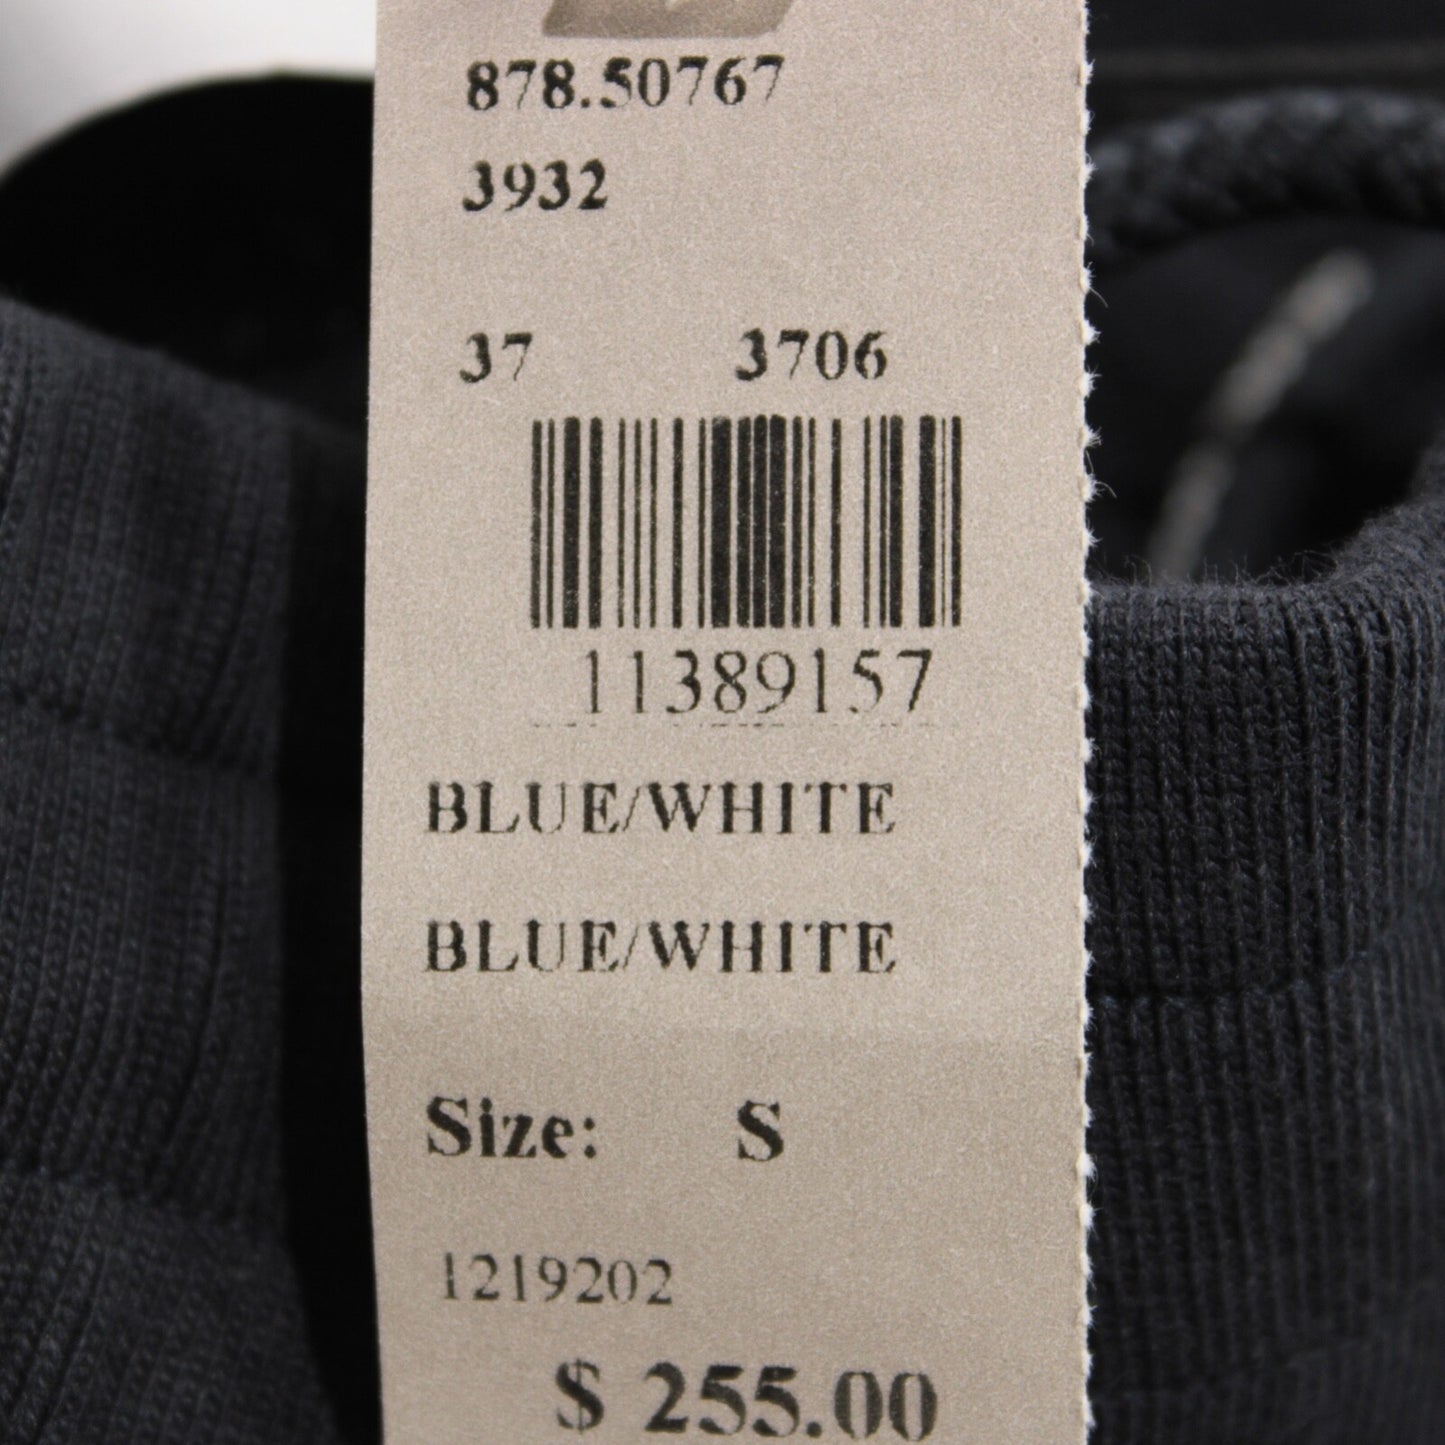 878.50767
3932
37 3706
11389157
BLUE/WHITE
BLUE/WHITE
Size: S
1219202
$ 255.00